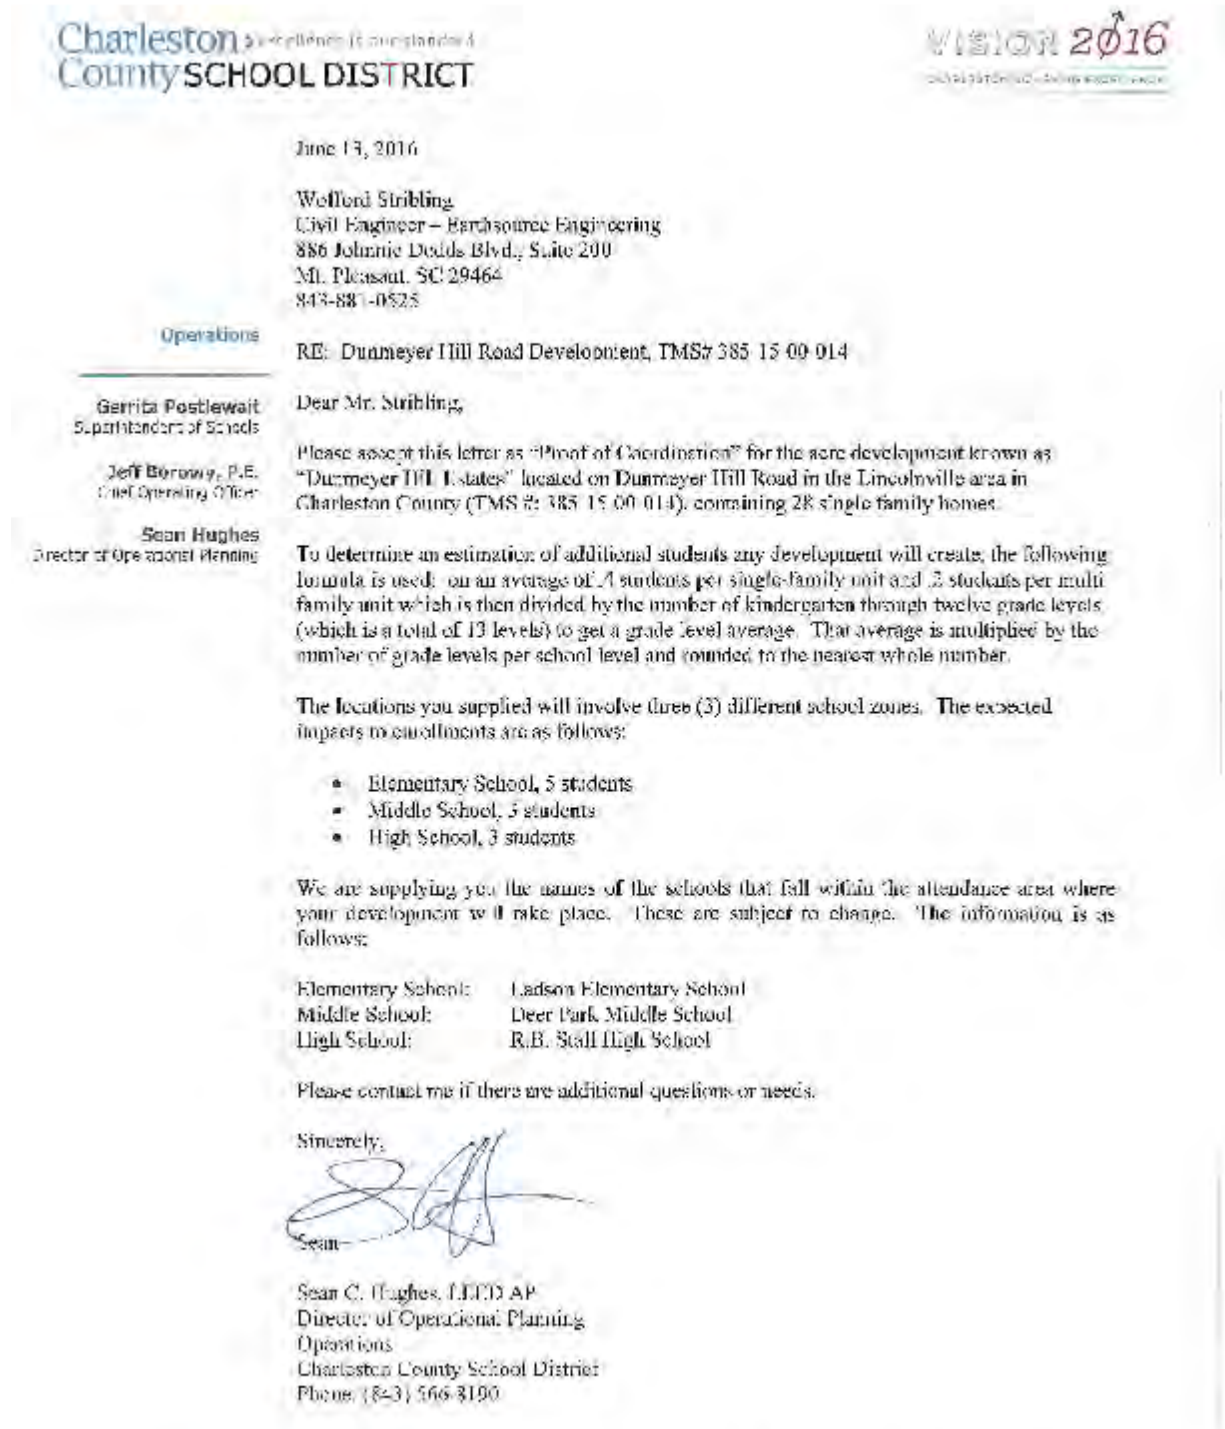 Charleston excellence is our standard
County SCHOOL DISTRICT
VISION 2016
June 13, 2016
Wofford Stribling
Civil Engineer – Earthsource Engineering
886 Johnnie Dodds Blvd., Suite 200
Mt. Pleasant, SC 29464
843-881-0525
Operations
RE: Dunmeyer Hill Road Development, TMS# 385-15-00-014
Gerrita Postlewait
Superintendent of Schools
Jeff Borowy, P.E.
Chief Operating Officer
Sean Hughes
Director of Operational Planning
Dear Mr. Stribling,
Please accept this letter as “Proof of Coordination” for the acre development known as
“Dunmeyer Hill Estates” located on Dunmeyer Hill Road in the Lincolnville area in
Charleston County (TMS #: 385-15-00-014), containing 28 single family homes.
To determine an estimation of additional students any development will create, the following
formula is used: on an average of .4 students per single-family unit and .2 students per multi
family unit which is then divided by the number of kindergarten through twelve grade levels
(which is a total of 13 levels) to get a grade level average. That average is multiplied by the
number of grade levels per school level and rounded to the nearest whole number.
The locations you supplied will involve three (3) different school zones. The expected
impacts to enrollments are as follows:
• Elementary School, 5 students
• Middle School, students
• High School, 3 students
We are supplying you the names of the schools that fall within the attendance area where
your development will take place. These are subject to change. The information is as
follows:
Elementary School: Ladson Elementary School
Middle School: Deer Park Middle School
High School: R.B. Stall High School
Please contact me if there are additional questions or needs.
Sincerely,
Sean
Sean C. Hughes, LEED AP
Director of Operational Planning
Operations
Charleston County School District
Phone: (843) 566-8190